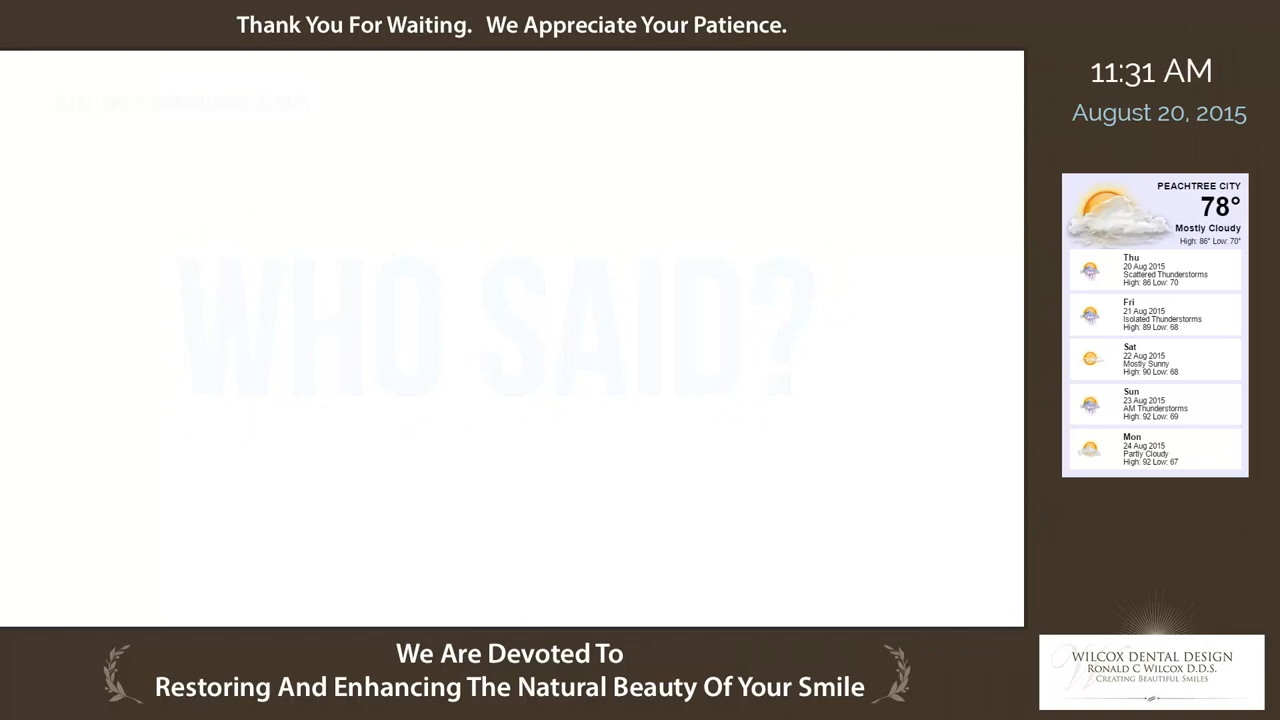 Thank You For Waiting. We Appreciate Your Patience.
WHO SAID?
11:31 AM
August 20, 2015
PEACHTREE CITY
78°
Mostly Cloudy
High: 86° Low: 70°
Thu
20 Aug 2015
Scattered Thunderstorms
High: 86 Low: 70
Fri
21 Aug 2015
Isolated Thunderstorms
High: 89 Low: 68
Sat
22 Aug 2015
Mostly Sunny
High: 90 Low: 68
Sun
23 Aug 2015
AM Thunderstorms
High: 92 Low: 69
Mon
24 Aug 2015
Partly Cloudy
High: 92 Low: 67
We Are Devoted To
Restoring And Enhancing The Natural Beauty Of Your Smile
WILCOX DENTAL DESIGN
RONALD C WILCOX D.D.S.
CREATING BEAUTIFUL SMILES